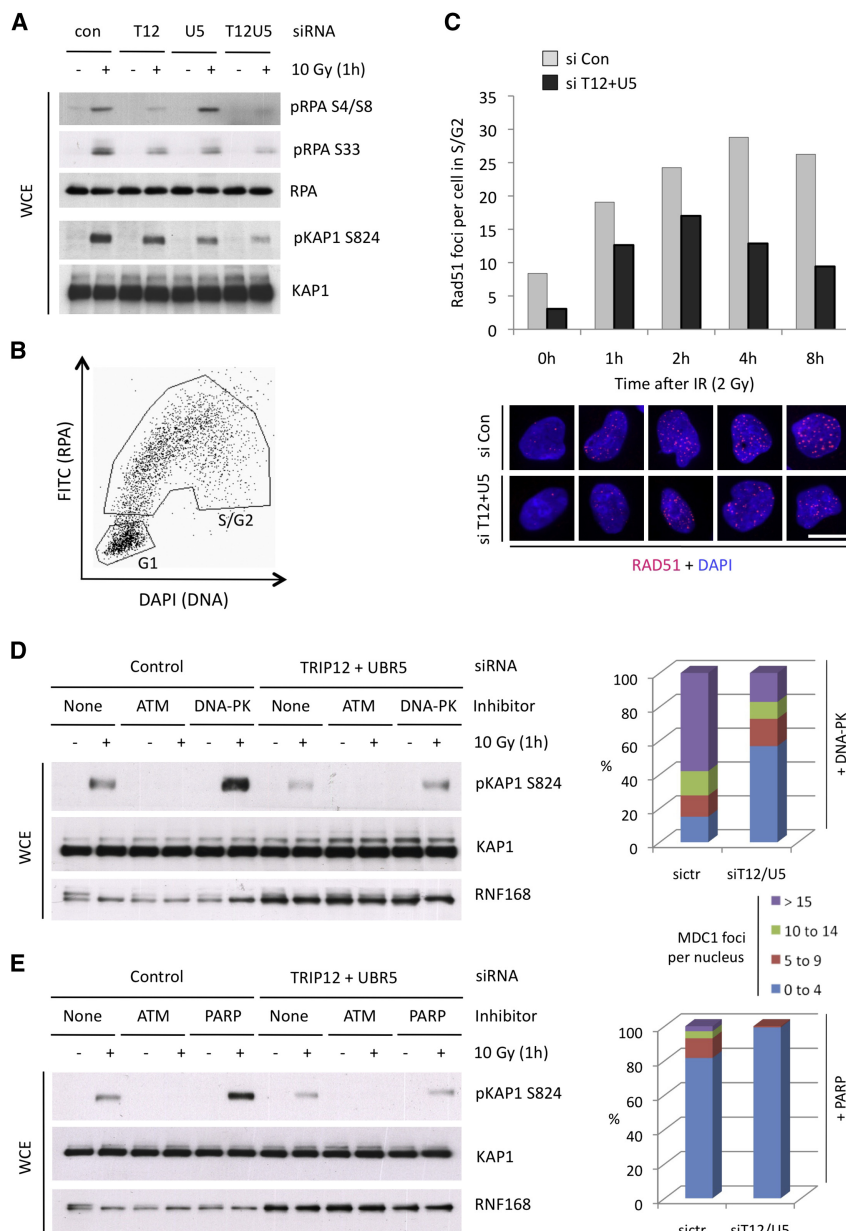 A
con T12 U5 T12U5 siRNA
- + - + - + - + 10 Gy (1h)
WCE
pRPA S4/S8
pRPA S33
RPA
pKAP1 S824
KAP1
B
FITC (RPA)
S/G2
G1
DAPI (DNA)
C
si Con
si T12+U5
Rad51 foci per cell in S/G2
35
30
25
20
15
10
5
0
0h 1h 2h 4h 8h
Time after IR (2 Gy)
si Con
si T12+U5
RAD51 + DAPI
D
Control TRIP12 + UBR5 siRNA
None ATM DNA-PK None ATM DNA-PK Inhibitor
- + - + - + - + - + - + 10 Gy (1h)
WCE
pKAP1 S824
KAP1
RNF168
100
80
60
40
20
0
%
sictr siT12/U5
+ DNA-PK
MDC1 foci
per nucleus
> 15
10 to 14
5 to 9
0 to 4
E
Control TRIP12 + UBR5 siRNA
None ATM PARP None ATM PARP Inhibitor
- + - + - + - + - + - + 10 Gy (1h)
WCE
pKAP1 S824
KAP1
RNF168
100
80
60
40
20
0
%
sictr siT12/U5
+ PARP